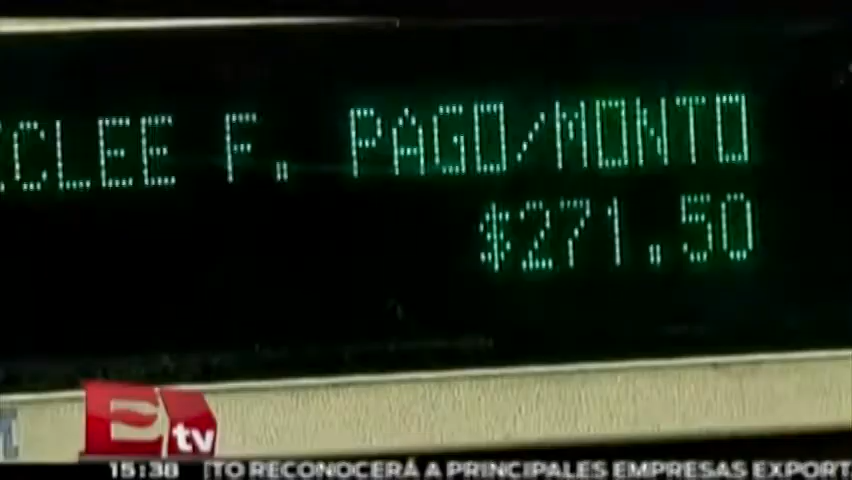 CLEE F. PAGO/MONTO
$271.50
tv
15:38 TO RECONOCERÁ A PRINCIPALES EMPRESAS EXPORT